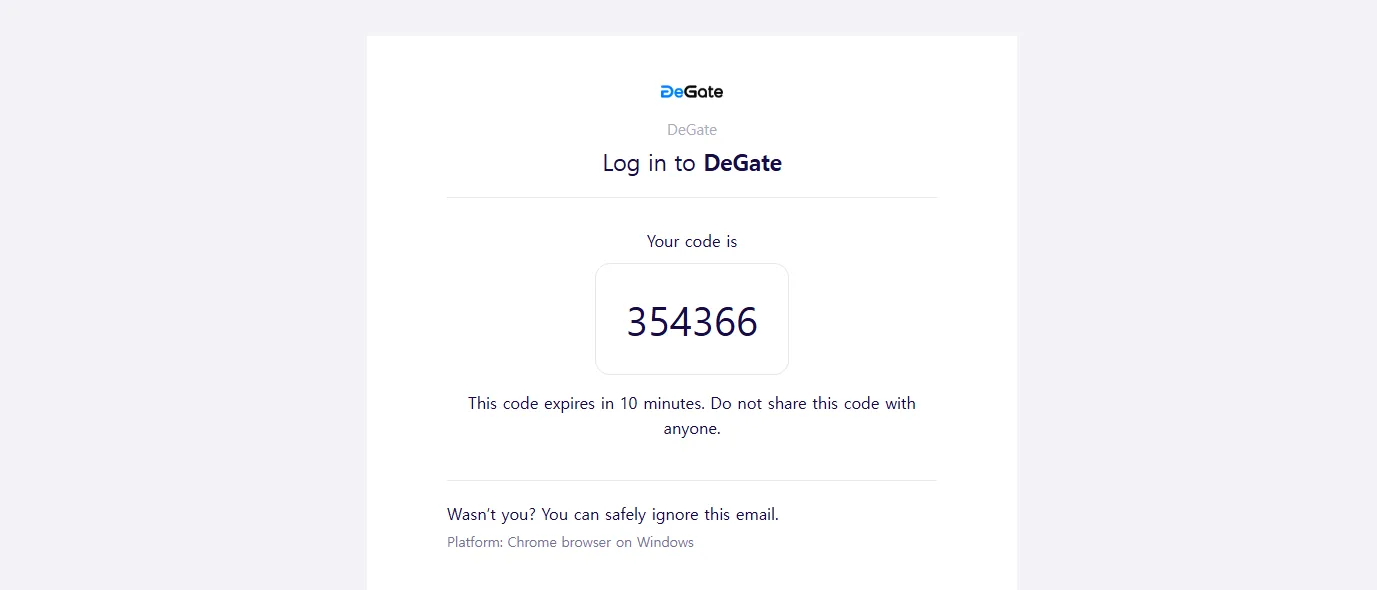 DeGate
DeGate
Log in to DeGate
Your code is
354366
This code expires in 10 minutes. Do not share this code with
anyone.
Wasn't you? You can safely ignore this email.
Platform: Chrome browser on Windows